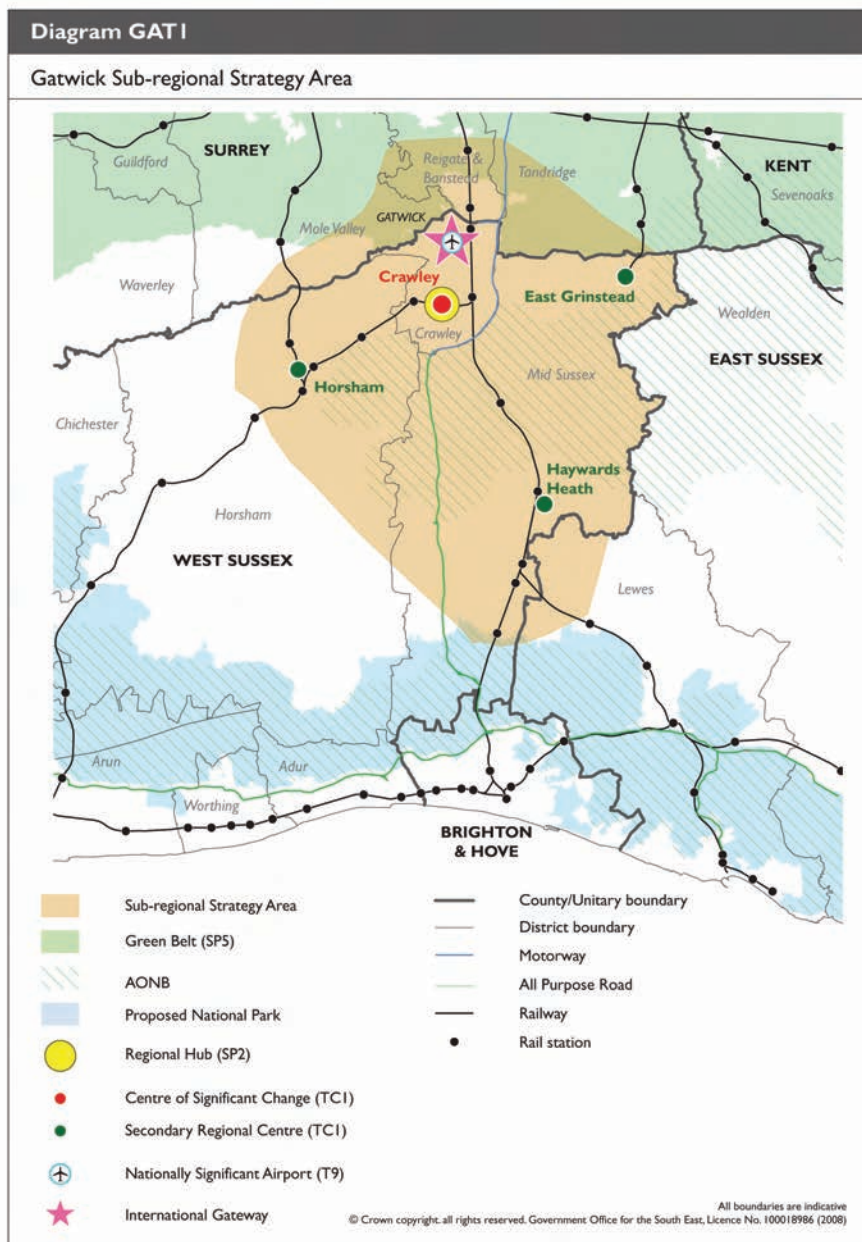 Diagram GAT1
Gatwick Sub-regional Strategy Area
Guildford
SURREY
Reigate &
Banstead
Tandridge
KENT
Sevenoaks
Mole Valley
GATWICK
Waverley
Crawley
East Grinstead
Wealden
Crawley
EAST SUSSEX
Horsham
Mid Sussex
Chichester
Haywards
Heath
Horsham
WEST SUSSEX
Lewes
Arun
Adur
Worthing
BRIGHTON
& HOVE
Sub-regional Strategy Area
Green Belt (SP5)
AONB
Proposed National Park
Regional Hub (SP2)
Centre of Significant Change (TC1)
Secondary Regional Centre (TC1)
Nationally Significant Airport (T9)
International Gateway
County/Unitary boundary
District boundary
Motorway
All Purpose Road
Railway
Rail station
All boundaries are indicative
© Crown copyright. all rights reserved. Government Office for the South East, Licence No. 100018986 (2008)